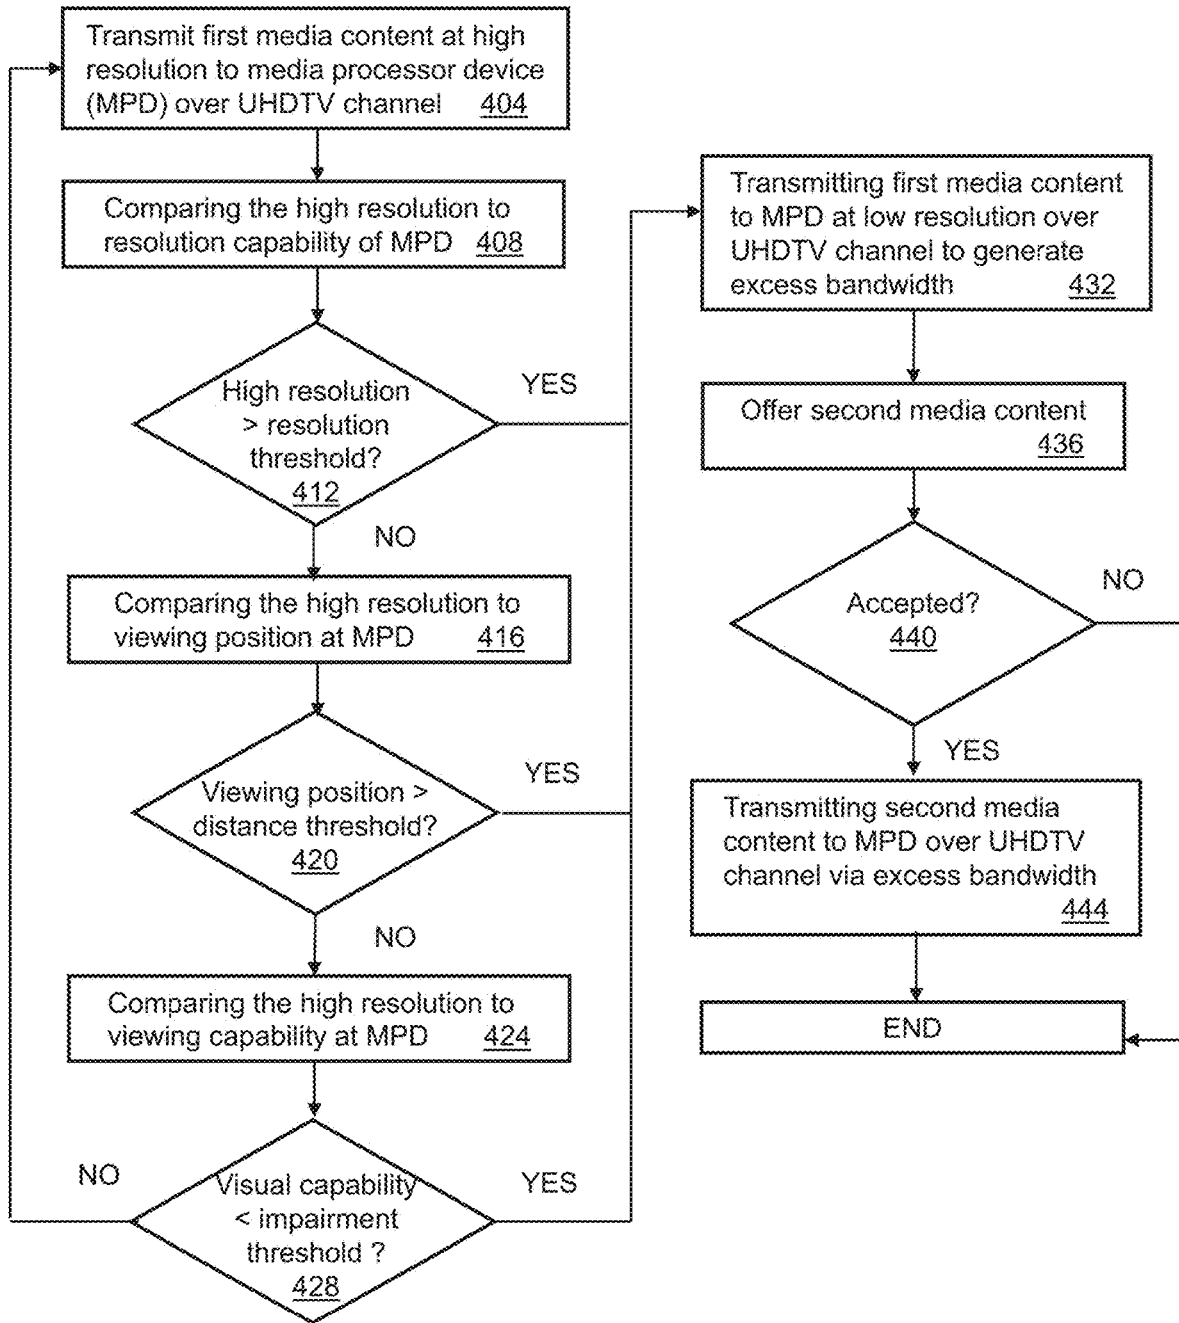 Transmit first media content at high
resolution to media processor device
(MPD) over UHDTV channel 404
Comparing the high resolution to
resolution capability of MPD 408
High resolution
> resolution
threshold?
412
YES
NO
Comparing the high resolution to
viewing position at MPD 416
Viewing position >
distance threshold?
420
YES
NO
Comparing the high resolution to
viewing capability at MPD 424
Visual capability
< impairment
threshold ?
428
NO
YES
Transmitting first media content
to MPD at low resolution over
UHDTV channel to generate
excess bandwidth 432
Offer second media content
436
Accepted?
440
NO
YES
Transmitting second media
content to MPD over UHDTV
channel via excess bandwidth
444
END